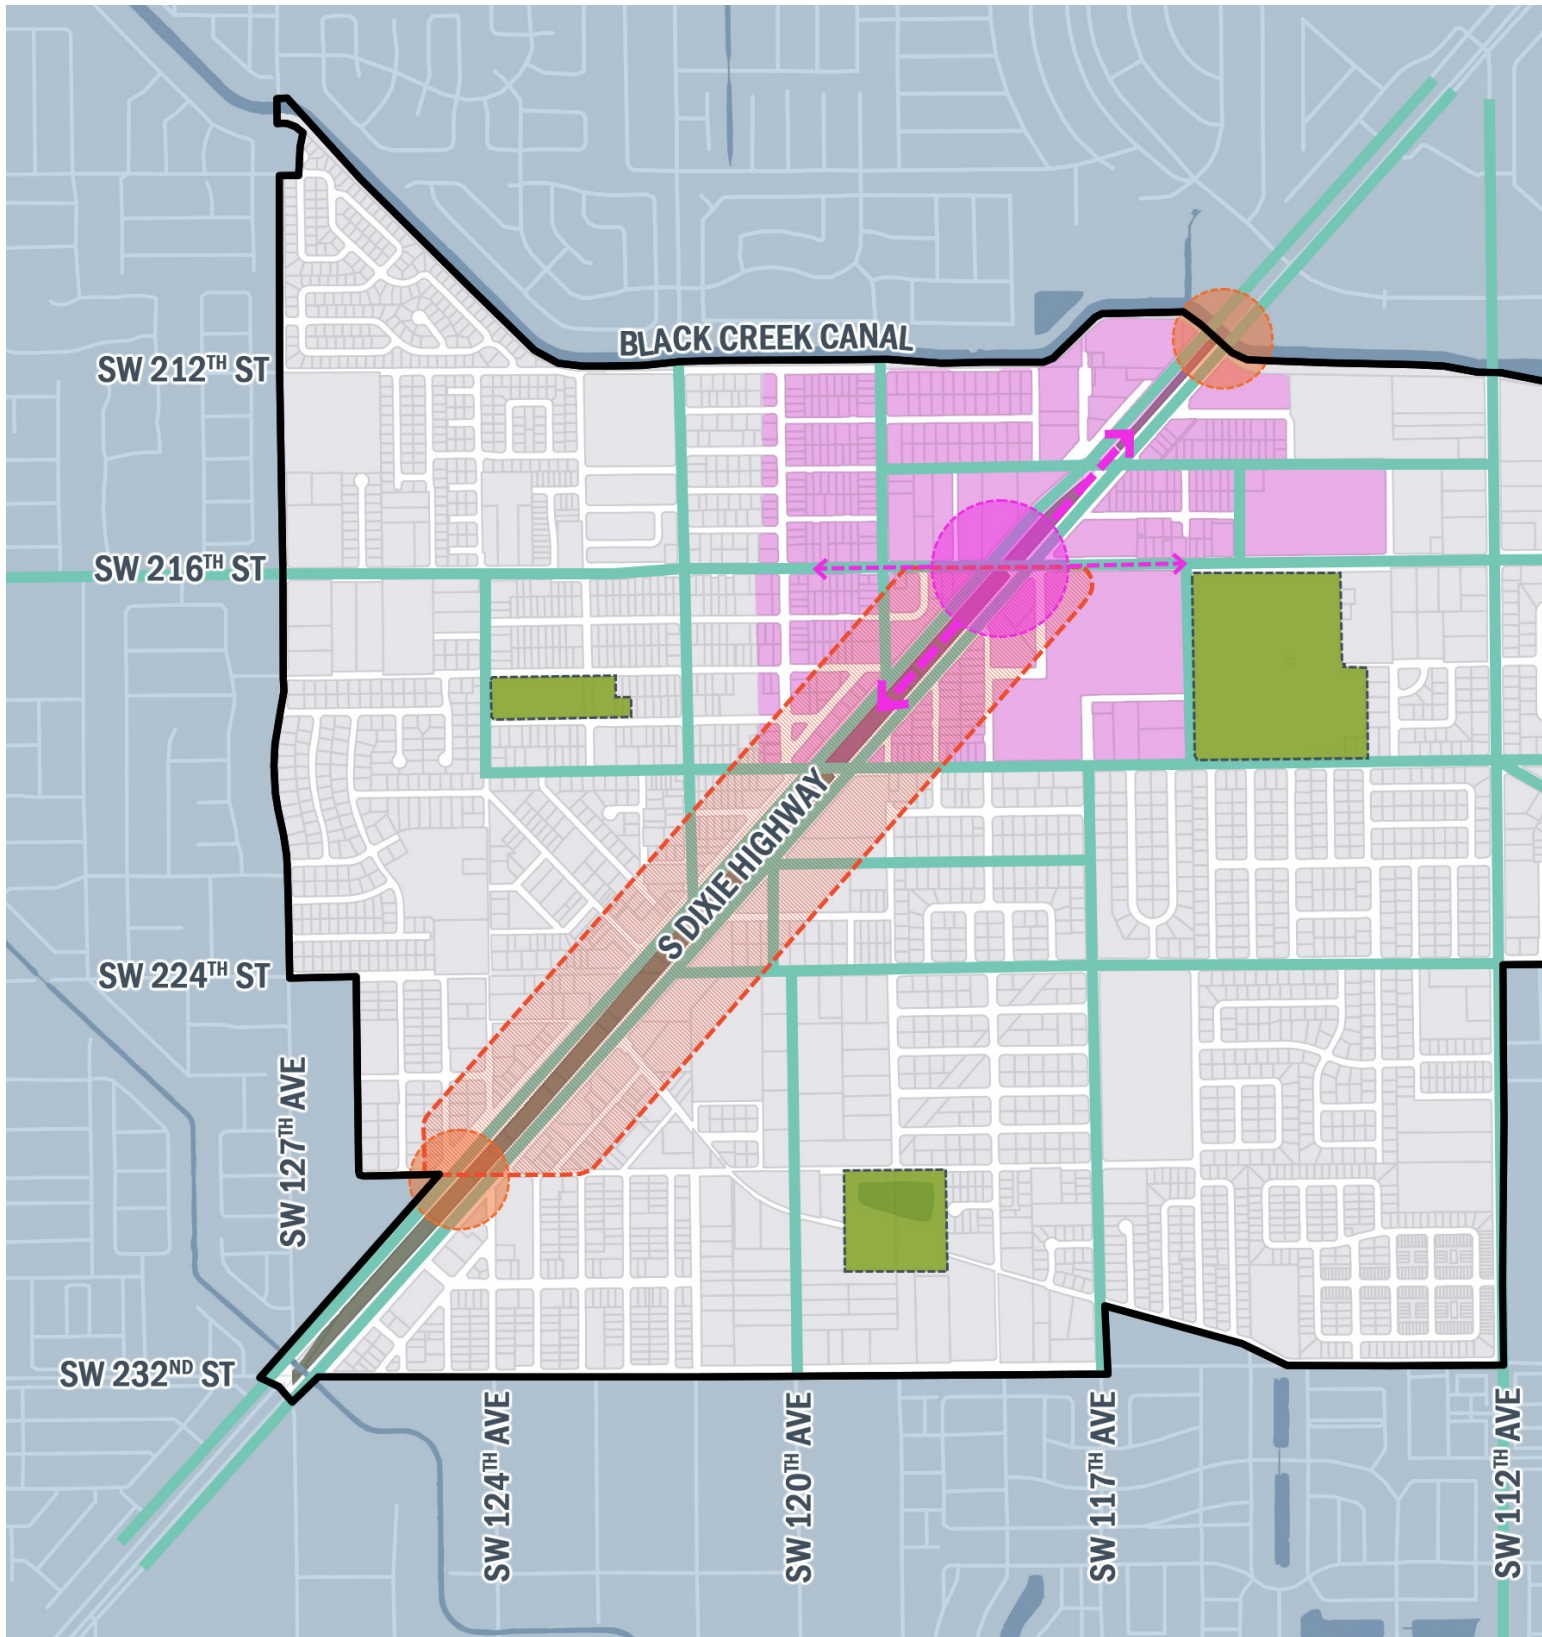 BLACK CREEK CANAL
SW 212TH ST
SW 216TH ST
S DIXIE HIGHWAY
SW 224TH ST
SW 127TH AVE
SW 232ND ST
SW 124TH AVE
SW 120TH AVE
SW 117TH AVE
SW 112TH AVE